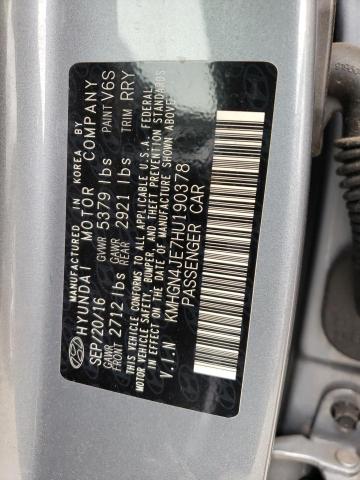 MANUFACTURED BY IN KOREA BY
HYUNDAI MOTOR COMPANY
SEP/20/16 GVWR 5379 lbs PAINT V6S
GAWR FRONT 2712 lbs GAWR REAR 2921 lbs TRIM RRY
THIS VEHICLE CONFORMS TO ALL APPLICABLE U.S.A. FEDERAL
MOTOR VEHICLE SAFETY, BUMPER, AND THEFT PREVENTION STANDARDS
IN EFFECT ON THE DATE OF MANUFACTURE SHOWN ABOVE.
V.I.N KMHGN4JE7HU190378
PASSENGER CAR